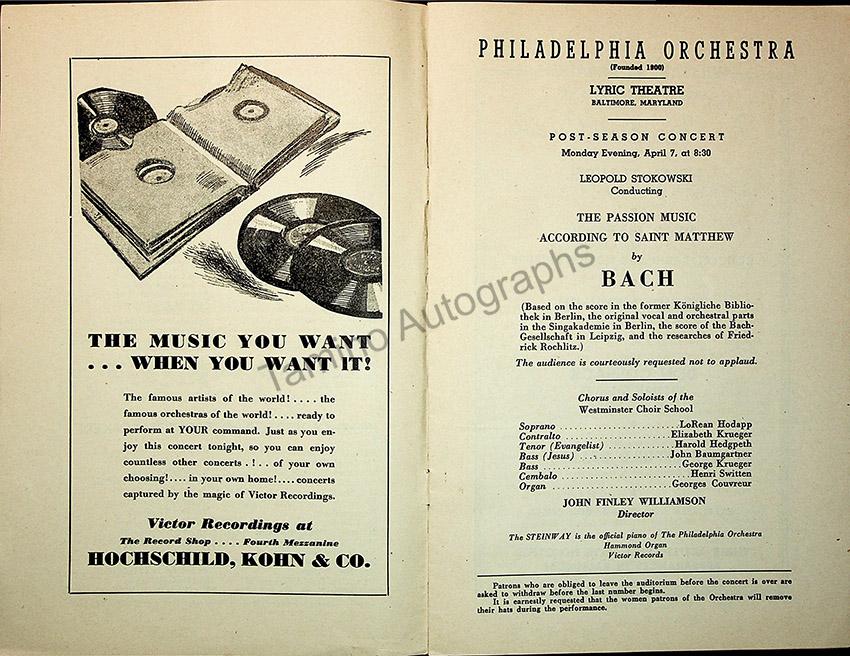 THE MUSIC YOU WANT
... WHEN YOU WANT IT!
The famous artists of the world! .... the
famous orchestras of the world! .... ready to
perform at YOUR command. Just as you en-
joy this concert tonight, so you can enjoy
countless other concerts . ! . . of your own
choosing! .... in your own home! .... concerts
captured by the magic of Victor Recordings.
Victor Recordings at
The Record Shop .... Fourth Mezzanine
HOCHSCHILD, KOHN & CO.
PHILADELPHIA ORCHESTRA
(Founded 1900)
LYRIC THEATRE
BALTIMORE, MARYLAND
POST-SEASON CONCERT
Monday Evening, April 7, at 8:30
LEOPOLD STOKOWSKI
Conducting
THE PASSION MUSIC
ACCORDING TO SAINT MATTHEW
by
BACH
(Based on the score in the former Königliche Biblio-
thek in Berlin, the original vocal and orchestral parts
in the Singakademie in Berlin, the score of the Bach-
Gesellschaft in Leipzig, and the researches of Fried-
rick Rochlitz.)
The audience is courteously requested not to applaud.
Chorus and Soloists of the
Westminster Choir School
Soprano ........ LoRean Hodapp
Contralto ........ Elizabeth Krueger
Tenor (Evangelist) ........ Harold Hedgpeth
Bass (Jesus) ........ John Baumgartner
Bass ........ George Krueger
Cembalo ........ Henri Switten
Organ ........ Georges Couvreur
JOHN FINLEY WILLIAMSON
Director
The STEINWAY is the official piano of The Philadelphia Orchestra
Hammond Organ
Victor Records
Patrons who are obliged to leave the auditorium before the concert is over are
asked to withdraw before the last number begins.
It is earnestly requested that the women patrons of the Orchestra will remove
their hats during the performance.
Tamino Autographs